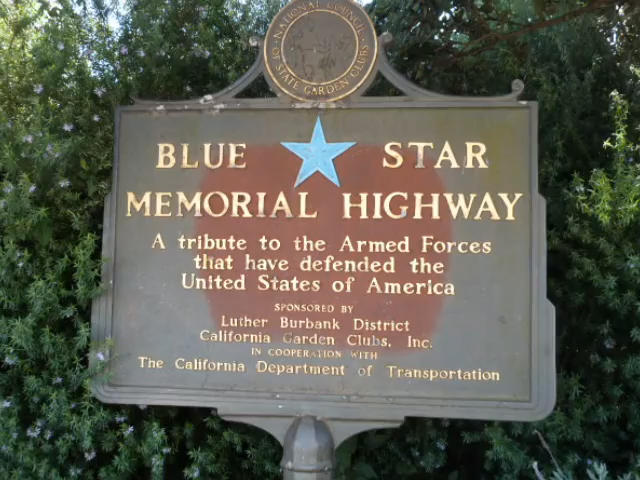 NATIONAL COUNCIL
OF STATE GARDEN CLUBS
BLUE STAR
MEMORIAL HIGHWAY
A tribute to the Armed Forces
that have defended the
United States of America
SPONSORED BY
Luther Burbank District
California Garden Clubs, Inc.
IN COOPERATION WITH
The California Department of Transportation